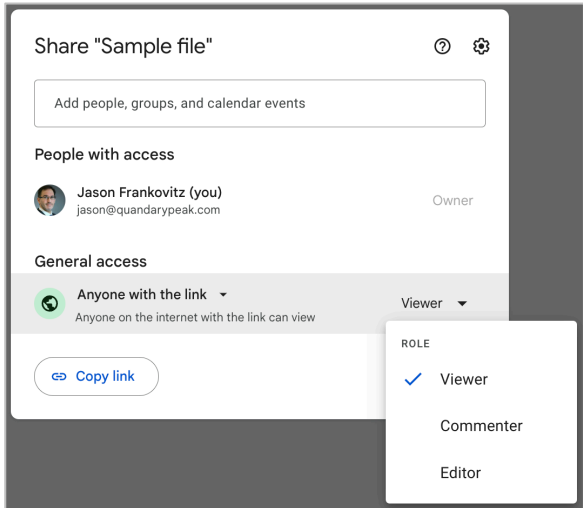 Share "Sample file"
Add people, groups, and calendar events
People with access
Jason Frankovitz (you)
jason@quandarypeak.com
Owner
General access
Anyone with the link
Viewer
Anyone on the internet with the link can view
ROLE
Viewer
Commenter
Editor
Copy link